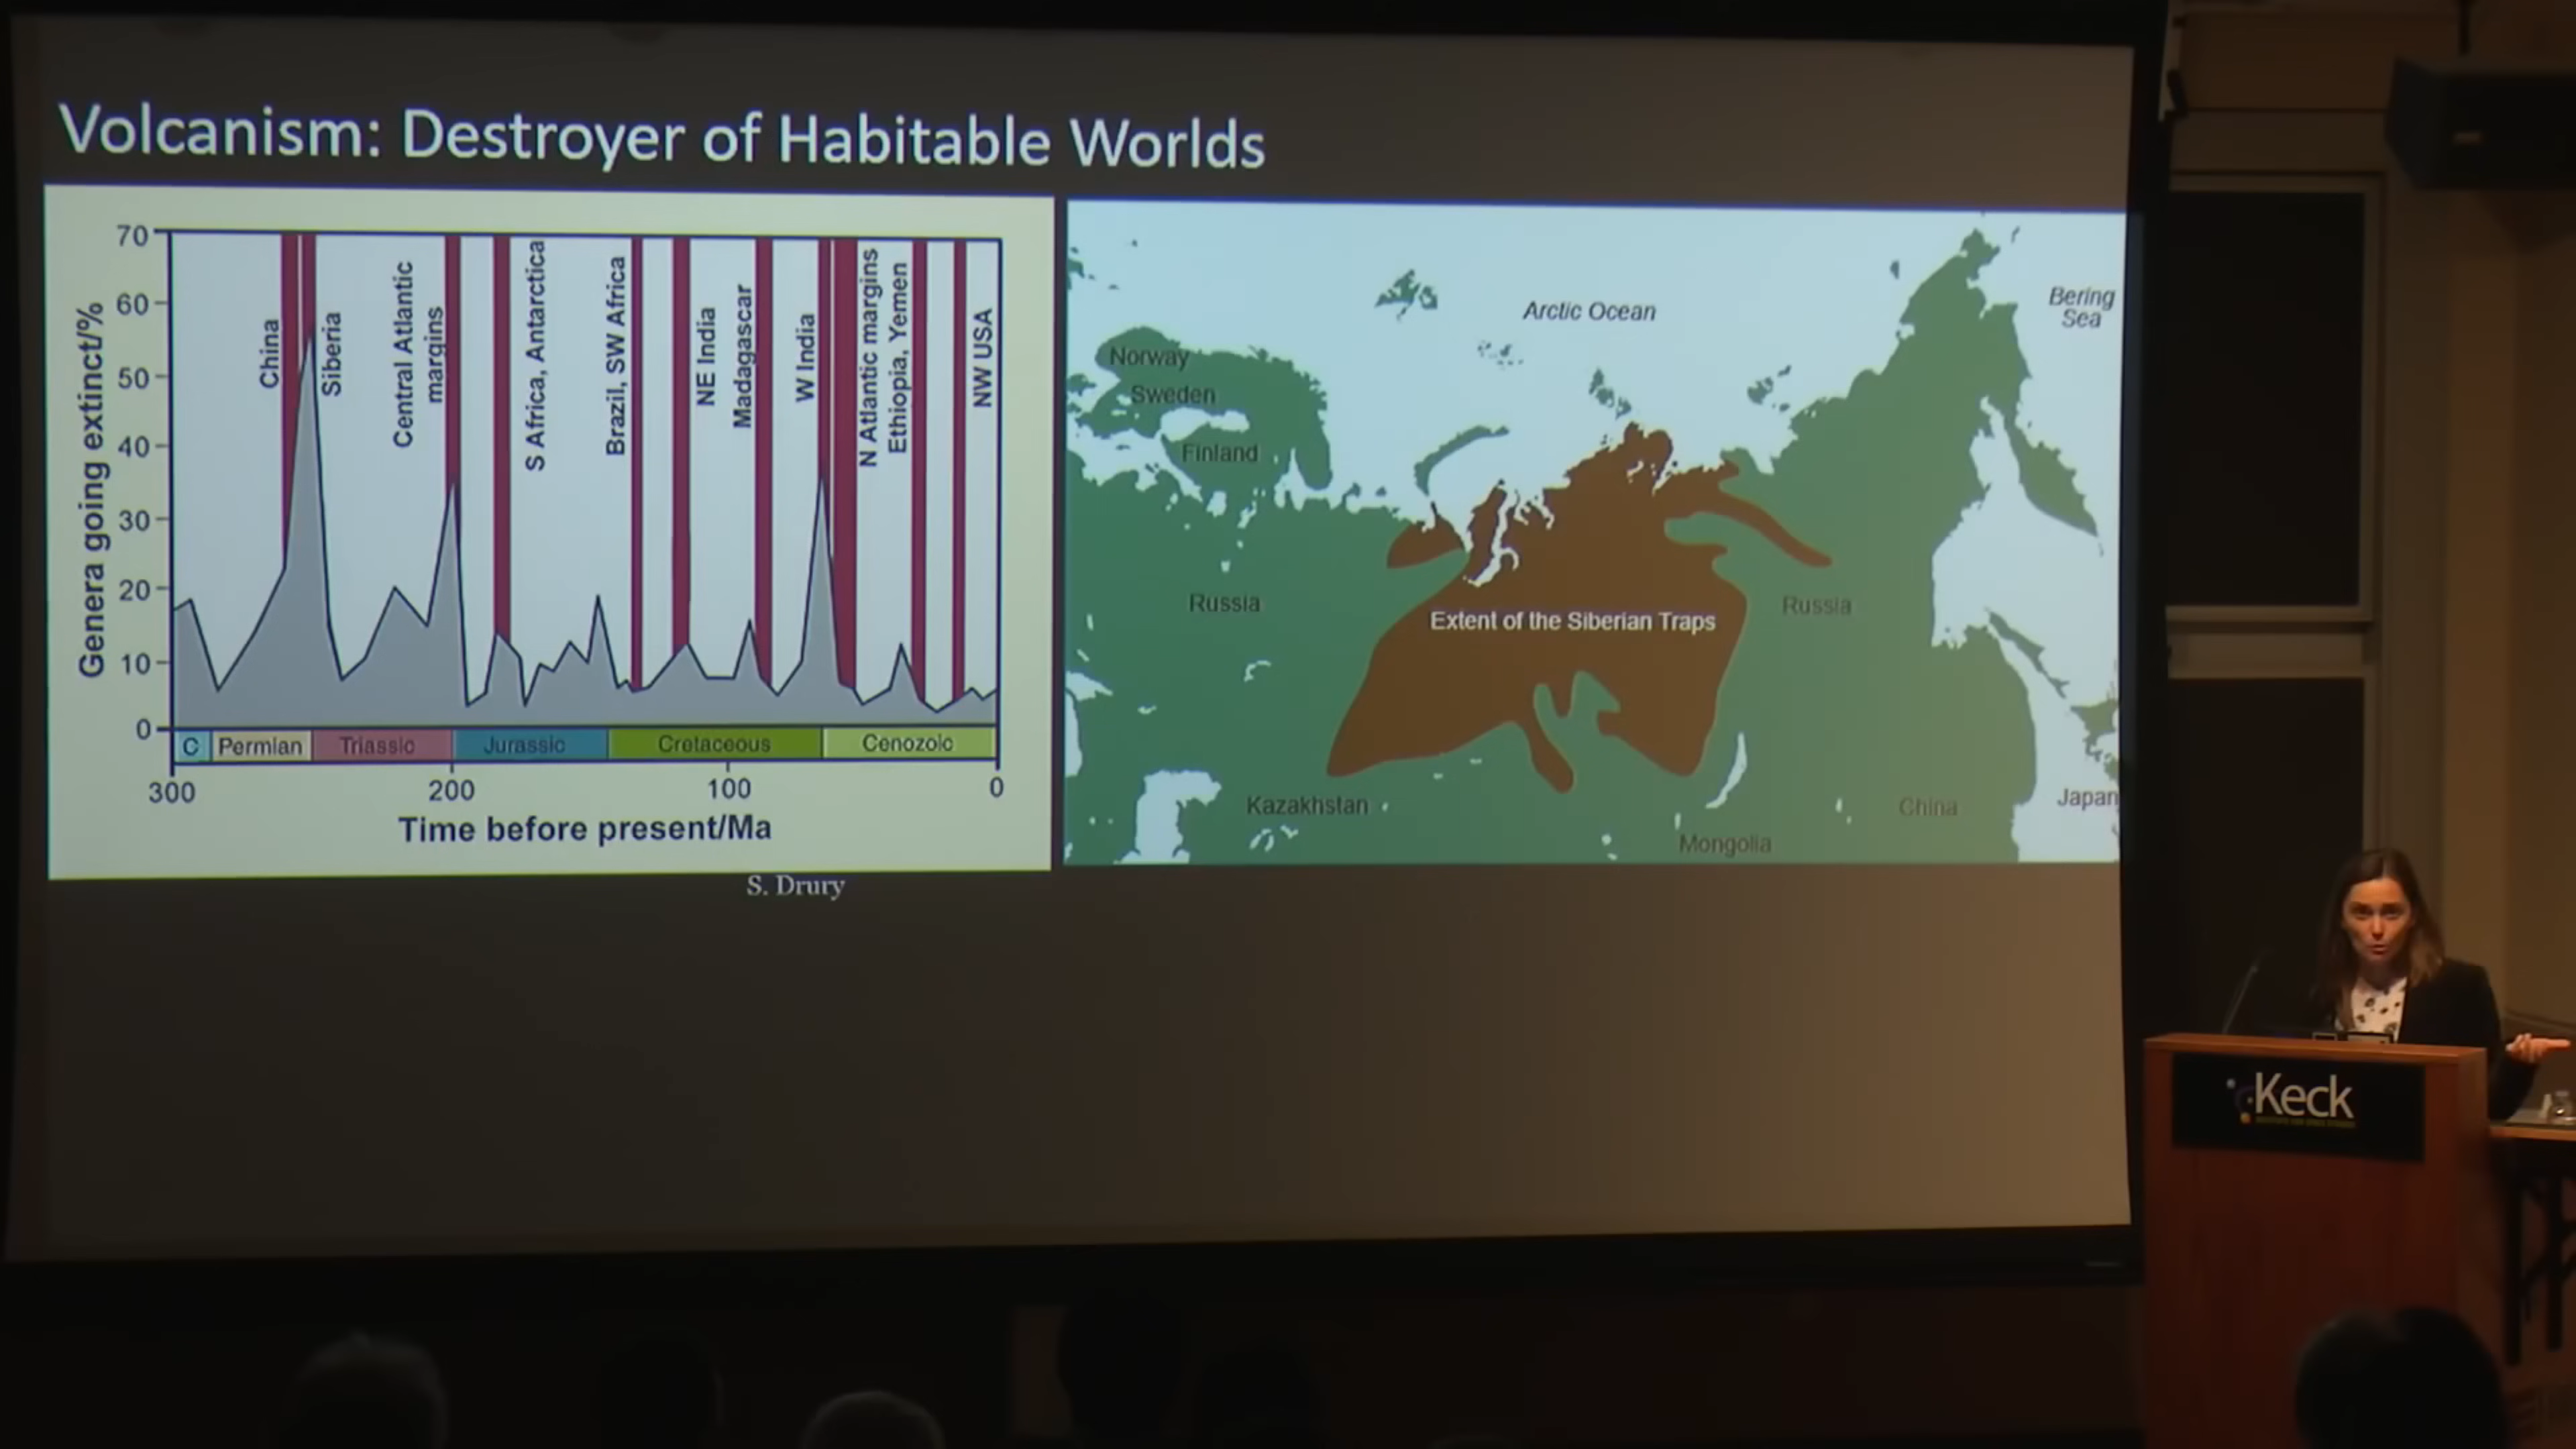 Volcanism: Destroyer of Habitable Worlds
Genera going extinct/%
70
60
50
40
30
20
10
0
China
Siberia
Central Atlantic
margins
S Africa, Antarctica
Brazil, SW Africa
NE India
Madagascar
W India
N Atlantic margins
Ethiopia, Yemen
NW USA
C
Permian
Triassic
Jurassic
Cretaceous
Cenozoic
300
200
100
0
Time before present/Ma
S. Drury
Arctic Ocean
Bering
Sea
Norway
Sweden
Finland
Russia
Extent of the Siberian Traps
Russia
Kazakhstan
Mongolia
China
Japan
Keck